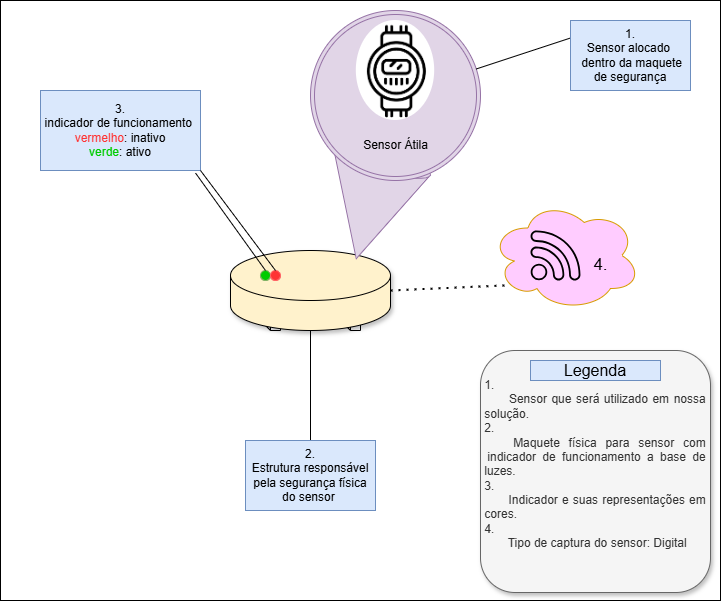 1.
Sensor alocado
dentro da maquete
de segurança
3.
indicador de funcionamento
vermelho: inativo
verde: ativo
Sensor Átila
4.
2.
Estrutura responsável
pela segurança física
do sensor
Legenda
1.
Sensor que será utilizado em nossa
solução.
2.
Maquete física para sensor com
indicador de funcionamento a base de
luzes.
3.
Indicador e suas representações em
cores.
4.
Tipo de captura do sensor: Digital